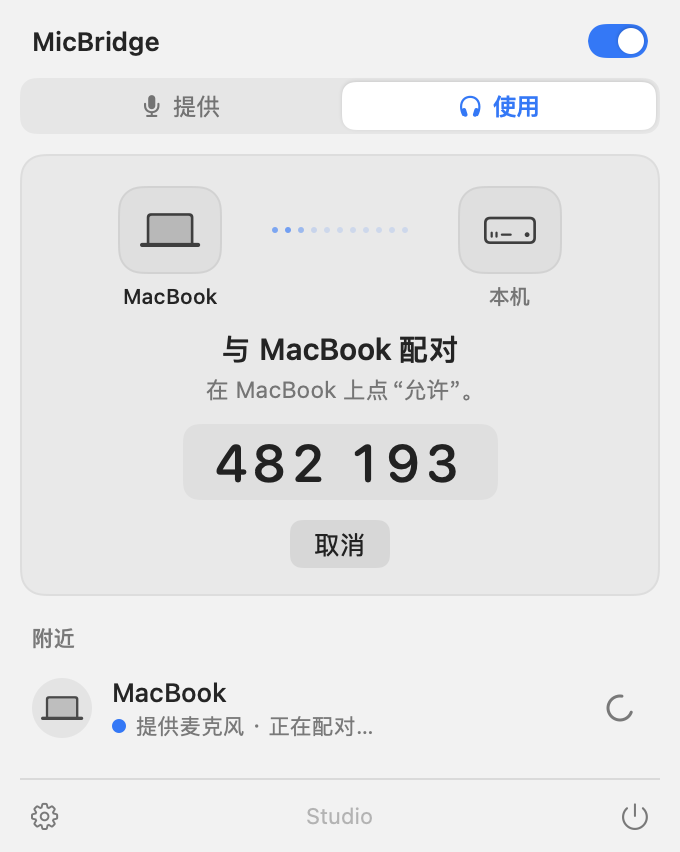 MicBridge
提供
使用
MacBook
本机
与 MacBook 配对
在 MacBook 上点“允许”。
482 193
取消
附近
MacBook
提供麦克风 · 正在配对...
Studio